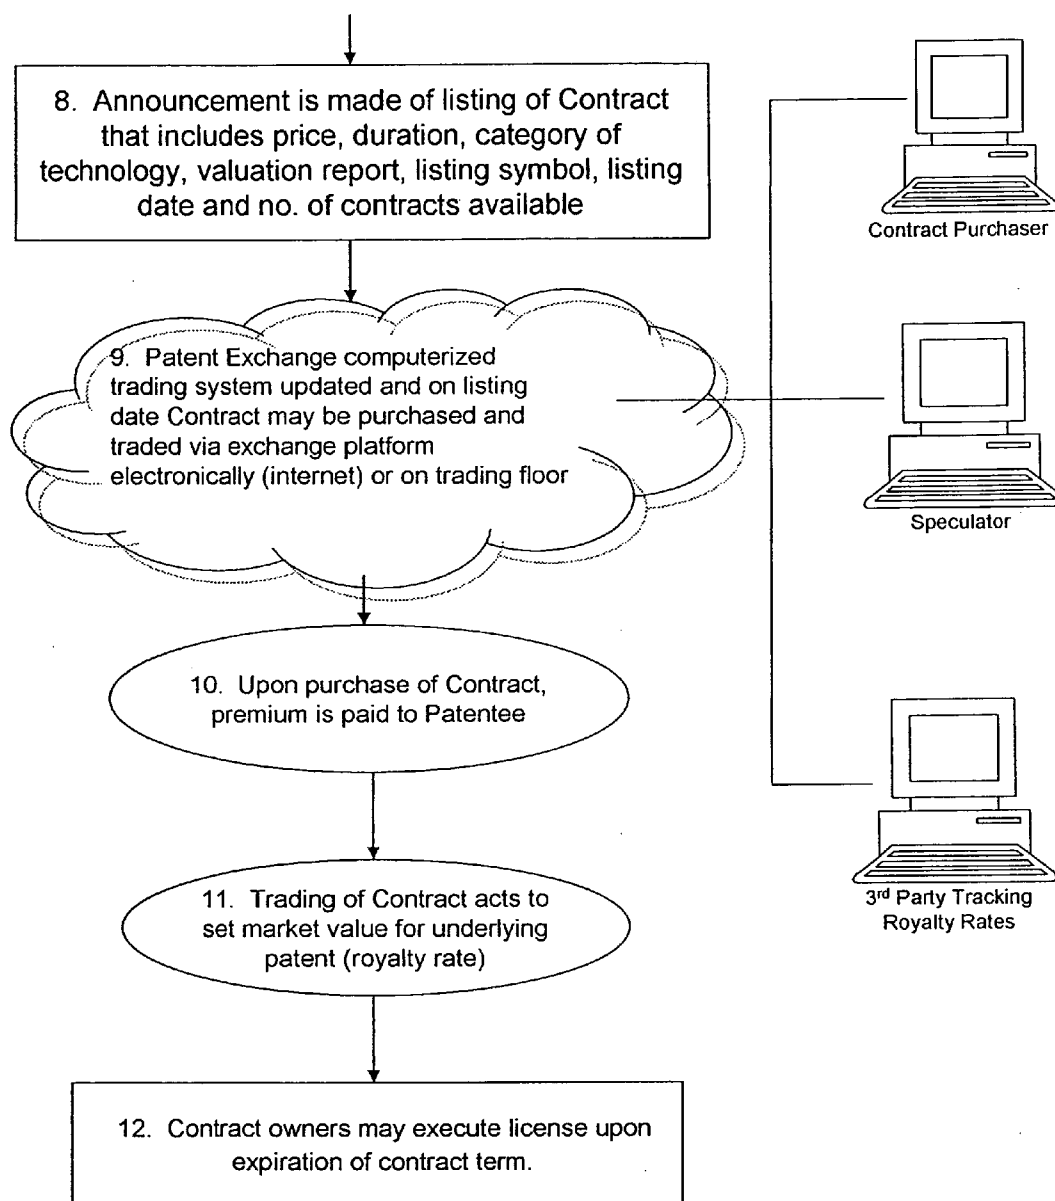 8. Announcement is made of listing of Contract
that includes price, duration, category of
technology, valuation report, listing symbol, listing
date and no. of contracts available
Contract Purchaser
9. Patent Exchange computerized
trading system updated and on listing
date Contract may be purchased and
traded via exchange platform
electronically (internet) or on trading floor
Speculator
10. Upon purchase of Contract,
premium is paid to Patentee
11. Trading of Contract acts to
set market value for underlying
patent (royalty rate)
3rd Party Tracking
Royalty Rates
12. Contract owners may execute license upon
expiration of contract term.